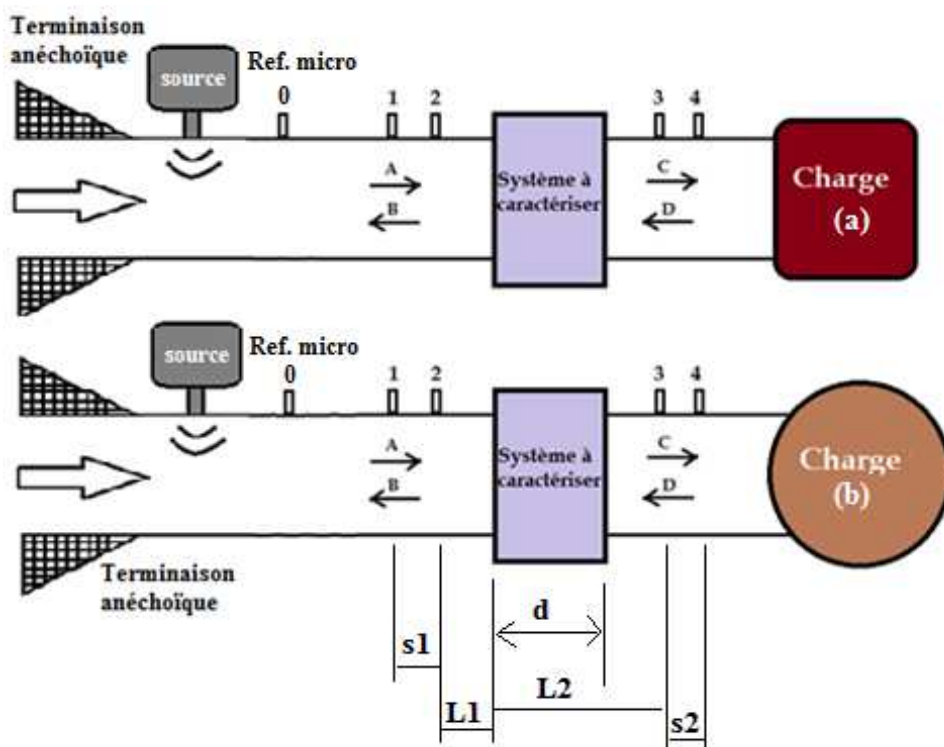 Terminaison
anéchoïque
source
Ref. micro
0
1
2
3
4
A
B
Système à
caractériser
C
D
Charge
(a)
source
Ref. micro
0
1
2
3
4
A
B
Système à
caractériser
C
D
Charge
(b)
Terminaison
anéchoïque
d
s1
L2
L1
s2